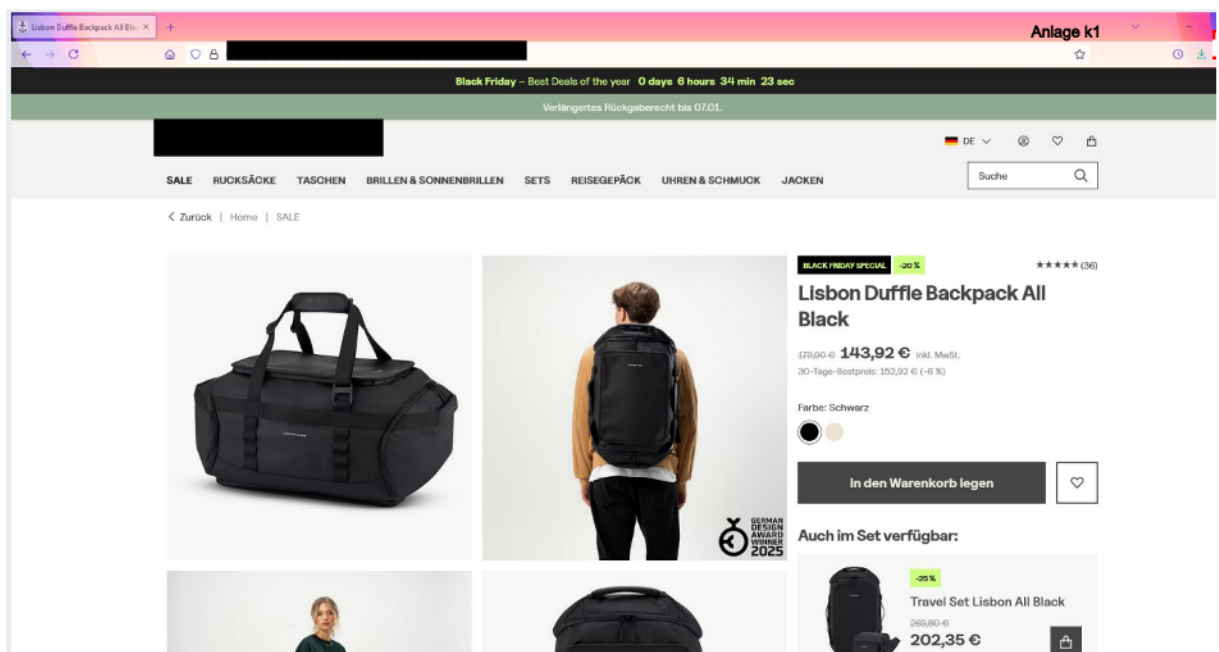 Lisbon Duffle Backpack All Blac
Anlage k1
Black Friday – Best Deals of the year 0 days 6 hours 34 min 23 sec
Verlängertes Rückgaberecht bis 07.01.
DE
SALE RUCKSÄCKE TASCHEN BRILLEN & SONNENBRILLEN SETS REISEGEPÄCK UHREN & SCHMUCK JACKEN
Suche
Zurück | Home | SALE
BLACK FRIDAY SPECIAL -20 % ★★★★★ (36)
Lisbon Duffle Backpack All
Black
179,90 € 143,92 € inkl. MwSt.
30-Tage-Bestpreis: 152,92 € (-6 %)
Farbe: Schwarz
In den Warenkorb legen
GERMAN
DESIGN
AWARD
WINNER
2025
Auch im Set verfügbar:
-25 %
Travel Set Lisbon All Black
269,80 €
202,35 €